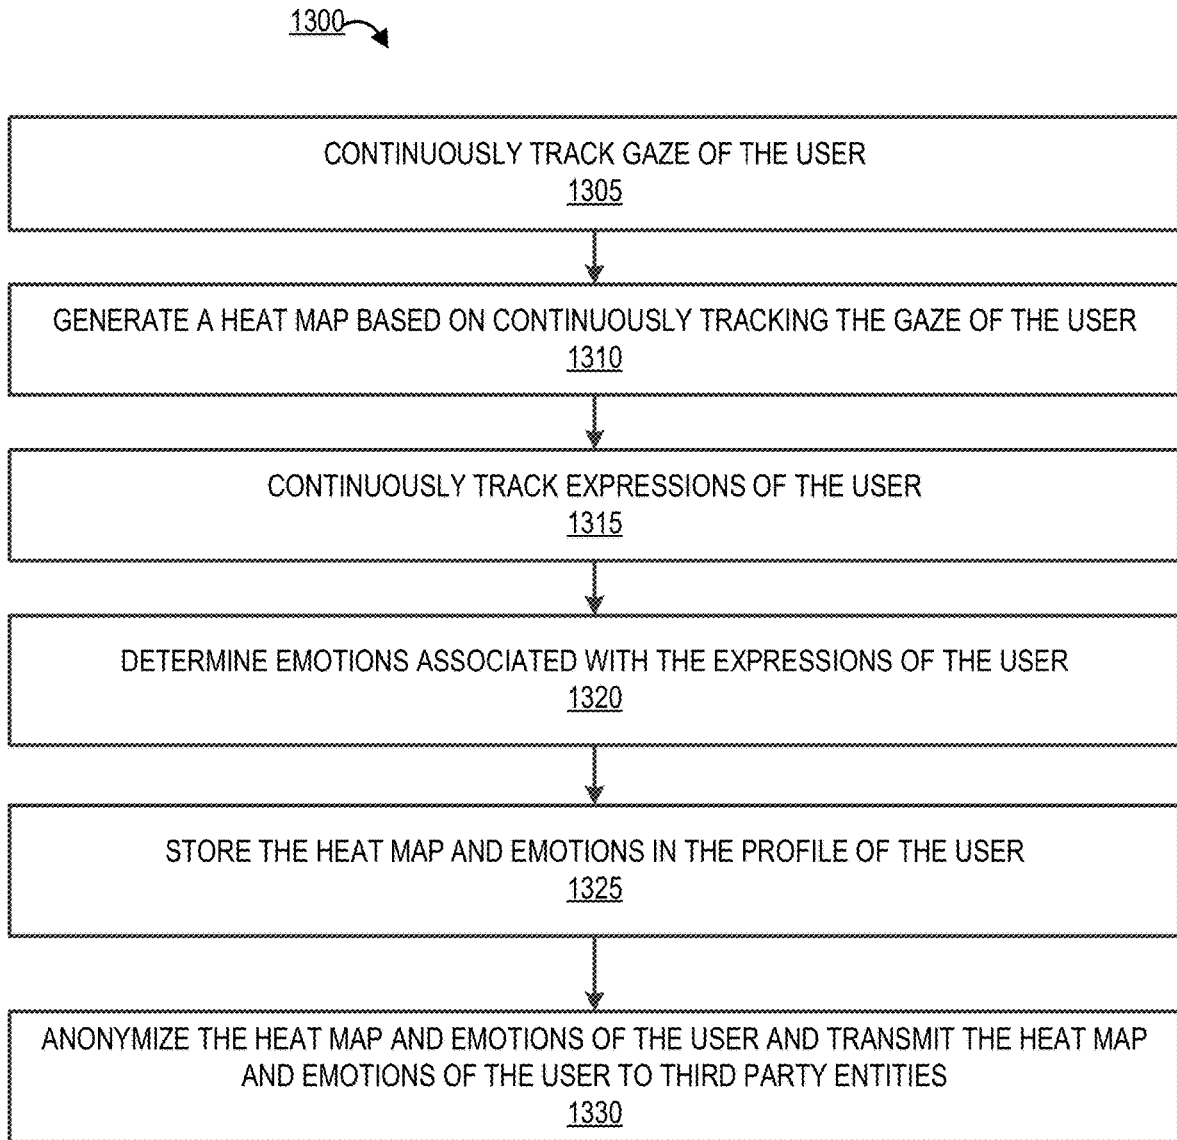 1300
CONTINUOUSLY TRACK GAZE OF THE USER
1305
GENERATE A HEAT MAP BASED ON CONTINUOUSLY TRACKING THE GAZE OF THE USER
1310
CONTINUOUSLY TRACK EXPRESSIONS OF THE USER
1315
DETERMINE EMOTIONS ASSOCIATED WITH THE EXPRESSIONS OF THE USER
1320
STORE THE HEAT MAP AND EMOTIONS IN THE PROFILE OF THE USER
1325
ANONYMIZE THE HEAT MAP AND EMOTIONS OF THE USER AND TRANSMIT THE HEAT MAP
AND EMOTIONS OF THE USER TO THIRD PARTY ENTITIES
1330